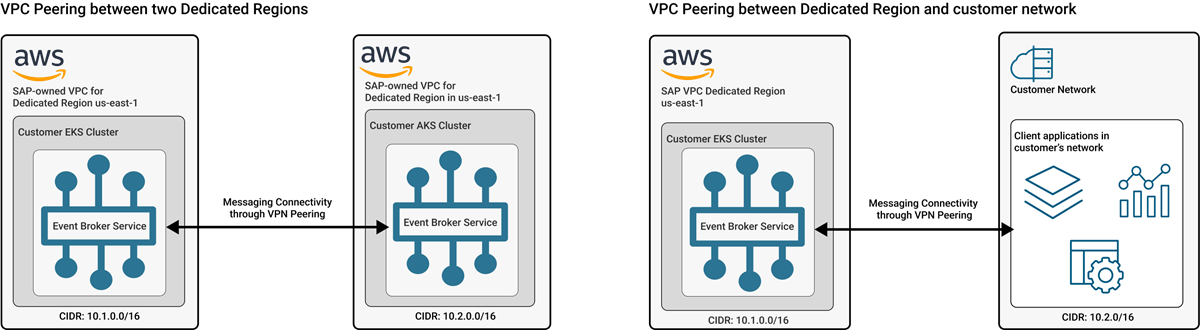 VPC Peering between two Dedicated Regions
aws
SAP-owned VPC for
Dedicated Region us-east-1
Customer EKS Cluster
Event Broker Service
CIDR: 10.1.0.0/16
Messaging Connectivity
through VPN Peering
aws
SAP-owned VPC for
Dedicated Region in us-east-1
Customer AKS Cluster
Event Broker Service
CIDR: 10.2.0.0/16
VPC Peering between Dedicated Region and customer network
aws
SAP VPC Dedicated Region
us-east-1
Customer EKS Cluster
Event Broker Service
CIDR: 10.1.0.0/16
Messaging Connectivity
through VPN Peering
Customer Network
Client applications in
customer's network
CIDR: 10.2.0/16